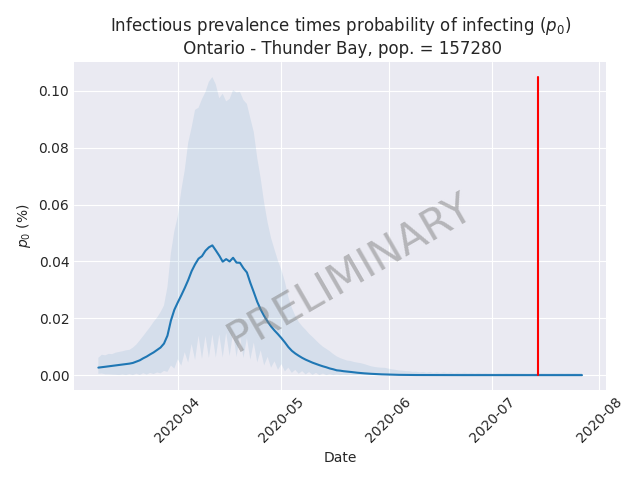 Infectious prevalence times probability of infecting (p₀)
Ontario - Thunder Bay, pop. = 157280
0.10
0.08
0.06
0.04
0.02
0.00
p₀ (%)
PRELIMINARY
2020-04
2020-05
2020-06
2020-07
2020-08
Date